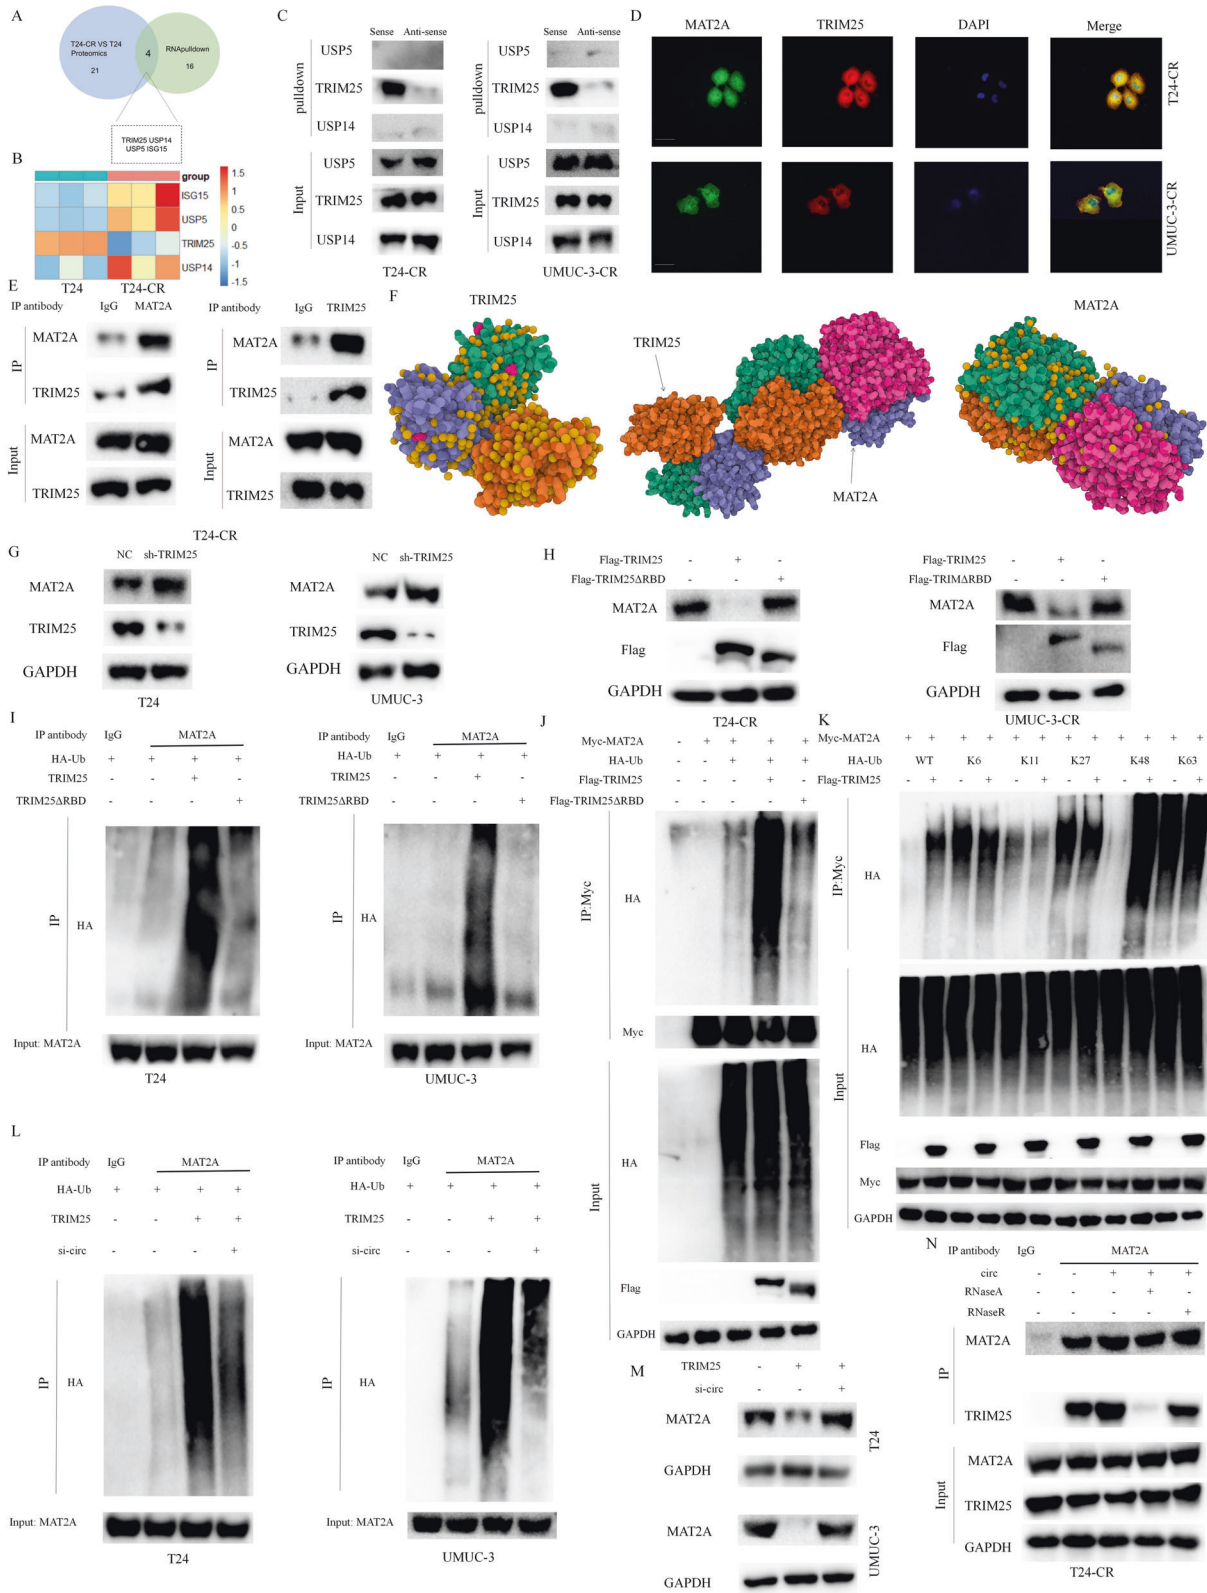 A
T24-CR VS T24
Proteomics
21
4
RNApulldown
16
TRIM25 USP14
USP5 ISG15
B
group
ISG15
USP5
TRIM25
USP14
1.5
1
0.5
0
-0.5
-1
-1.5
T24 T24-CR
C
Sense Anti-sense
pulldown
USP5
TRIM25
USP14
Input
USP5
TRIM25
USP14
T24-CR
Sense Anti-sense
pulldown
USP5
TRIM25
USP14
Input
USP5
TRIM25
USP14
UMUC-3-CR
D
MAT2A TRIM25 DAPI Merge
T24-CR
UMUC-3-CR
E
IP antibody IgG MAT2A
IP
MAT2A
TRIM25
Input
MAT2A
TRIM25
IP antibody IgG TRIM25
IP
MAT2A
TRIM25
Input
MAT2A
TRIM25
T24-CR
F
TRIM25
TRIM25
MAT2A
MAT2A
G
NC sh-TRIM25
MAT2A
TRIM25
GAPDH
T24
NC sh-TRIM25
MAT2A
TRIM25
GAPDH
UMUC-3
H
Flag-TRIM25 - + -
Flag-TRIM25ΔRBD - - +
MAT2A
Flag
GAPDH
T24-CR
Flag-TRIM25 - + -
Flag-TRIMΔRBD - - +
MAT2A
Flag
GAPDH
UMUC-3-CR
I
IP antibody IgG MAT2A
HA-Ub + + + +
TRIM25 - - + -
TRIM25ΔRBD - - - +
IP
HA
Input: MAT2A
T24
IP antibody IgG MAT2A
HA-Ub + + + +
TRIM25 - - + -
TRIM25ΔRBD - - - +
IP
HA
Input: MAT2A
UMUC-3
J
Myc-MAT2A - + + + +
HA-Ub - - + + +
Flag-TRIM25 - - - + -
Flag-TRIM25ΔRBD - - - - +
IP:Myc
HA
Myc
Input
HA
Flag
GAPDH
K
Myc-MAT2A + + + + + + + + + + + +
HA-Ub WT K6 K11 K27 K48 K63
Flag-TRIM25 - + - + - + - + - + - +
IP:Myc
HA
Input
HA
Flag
Myc
GAPDH
L
IP antibody IgG MAT2A
HA-Ub + + + +
TRIM25 - - + +
si-circ - - - +
IP
HA
Input: MAT2A
T24
IP antibody IgG MAT2A
HA-Ub + + + +
TRIM25 - - + +
si-circ - - - +
IP
HA
Input: MAT2A
UMUC-3
M
TRIM25 - + +
si-circ - - +
MAT2A
GAPDH
T24
MAT2A
GAPDH
UMUC-3
N
IP antibody IgG MAT2A
circ - - + + +
RNaseA - - - + -
RNaseR - - - - +
IP
MAT2A
TRIM25
Input
MAT2A
TRIM25
GAPDH
T24-CR